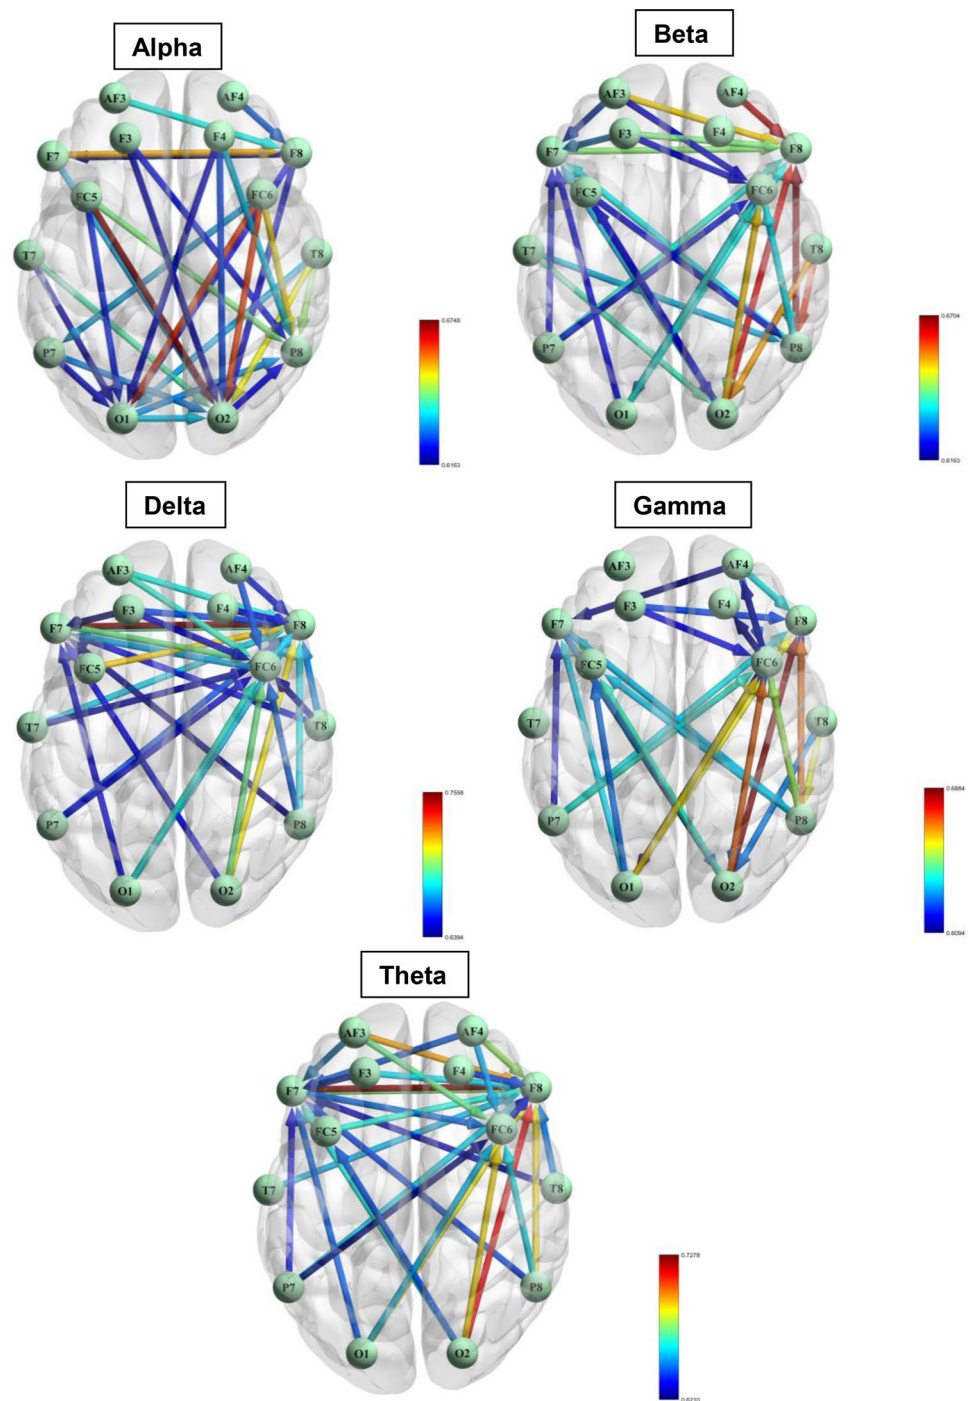 Alpha
Beta
AF3 AF4
F3 F4
F7 F8
FC5 FC6
T7 T8
P7 P8
O1 O2
0.6748
0.6163
AF3 AF4
F3 F4
F7 F8
FC5 FC6
T7 T8
P7 P8
O1 O2
0.6704
0.6163
Delta
Gamma
AF3 AF4
F3 F4
F7 F8
FC5 FC6
T7 T8
P7 P8
O1 O2
0.7558
0.6394
AF3 AF4
F3 F4
F7 F8
FC5 FC6
T7 T8
P7 P8
O1 O2
0.6884
0.6094
Theta
AF3 AF4
F3 F4
F7 F8
FC5 FC6
T7 T8
P7 P8
O1 O2
0.7278